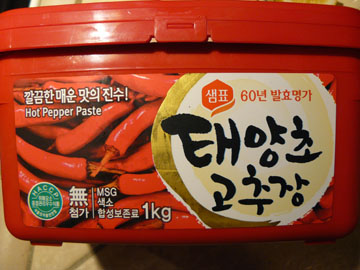 깔끔한 매운 맛의 진수!
Hot Pepper Paste
샘표 60년 발효명가
태양초
고추장
HACCP
無
첨가
MSG
색소
합성보존료
1kg